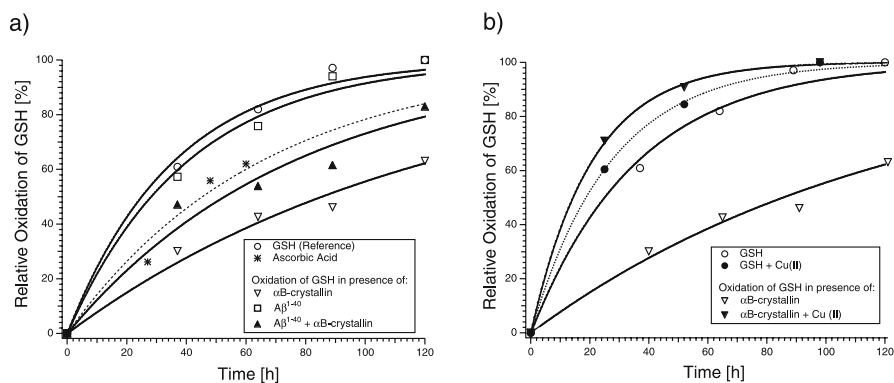 a)
Relative Oxidation of GSH [%]
100
80
60
40
20
0
0 20 40 60 80 100 120
Time [h]
GSH (Reference)
Ascorbic Acid
Oxidation of GSH in presence of:
αB-crystallin
Aβ¹⁻⁴⁰
Aβ¹⁻⁴⁰ + αB-crystallin
b)
Relative Oxidation of GSH [%]
100
80
60
40
20
0
0 20 40 60 80 100 120
Time [h]
GSH
GSH + Cu(II)
Oxidation of GSH in presence of:
αB-crystallin
αB-crystallin + Cu (II)